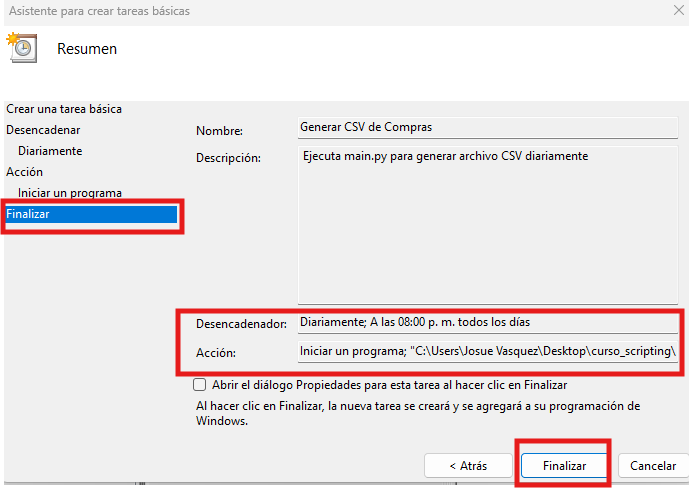 Asistente para crear tareas básicas
Resumen
Crear una tarea básica
Desencadenar
Diariamente
Acción
Iniciar un programa
Finalizar
Nombre: Generar CSV de Compras
Descripción: Ejecuta main.py para generar archivo CSV diariamente
Desencadenador: Diariamente; A las 08:00 p. m. todos los días
Acción: Iniciar un programa; "C:\Users\Josue Vasquez\Desktop\curso_scripting\
Abrir el diálogo Propiedades para esta tarea al hacer clic en Finalizar
Al hacer clic en Finalizar, la nueva tarea se creará y se agregará a su programación de
Windows.
< Atrás Finalizar Cancelar